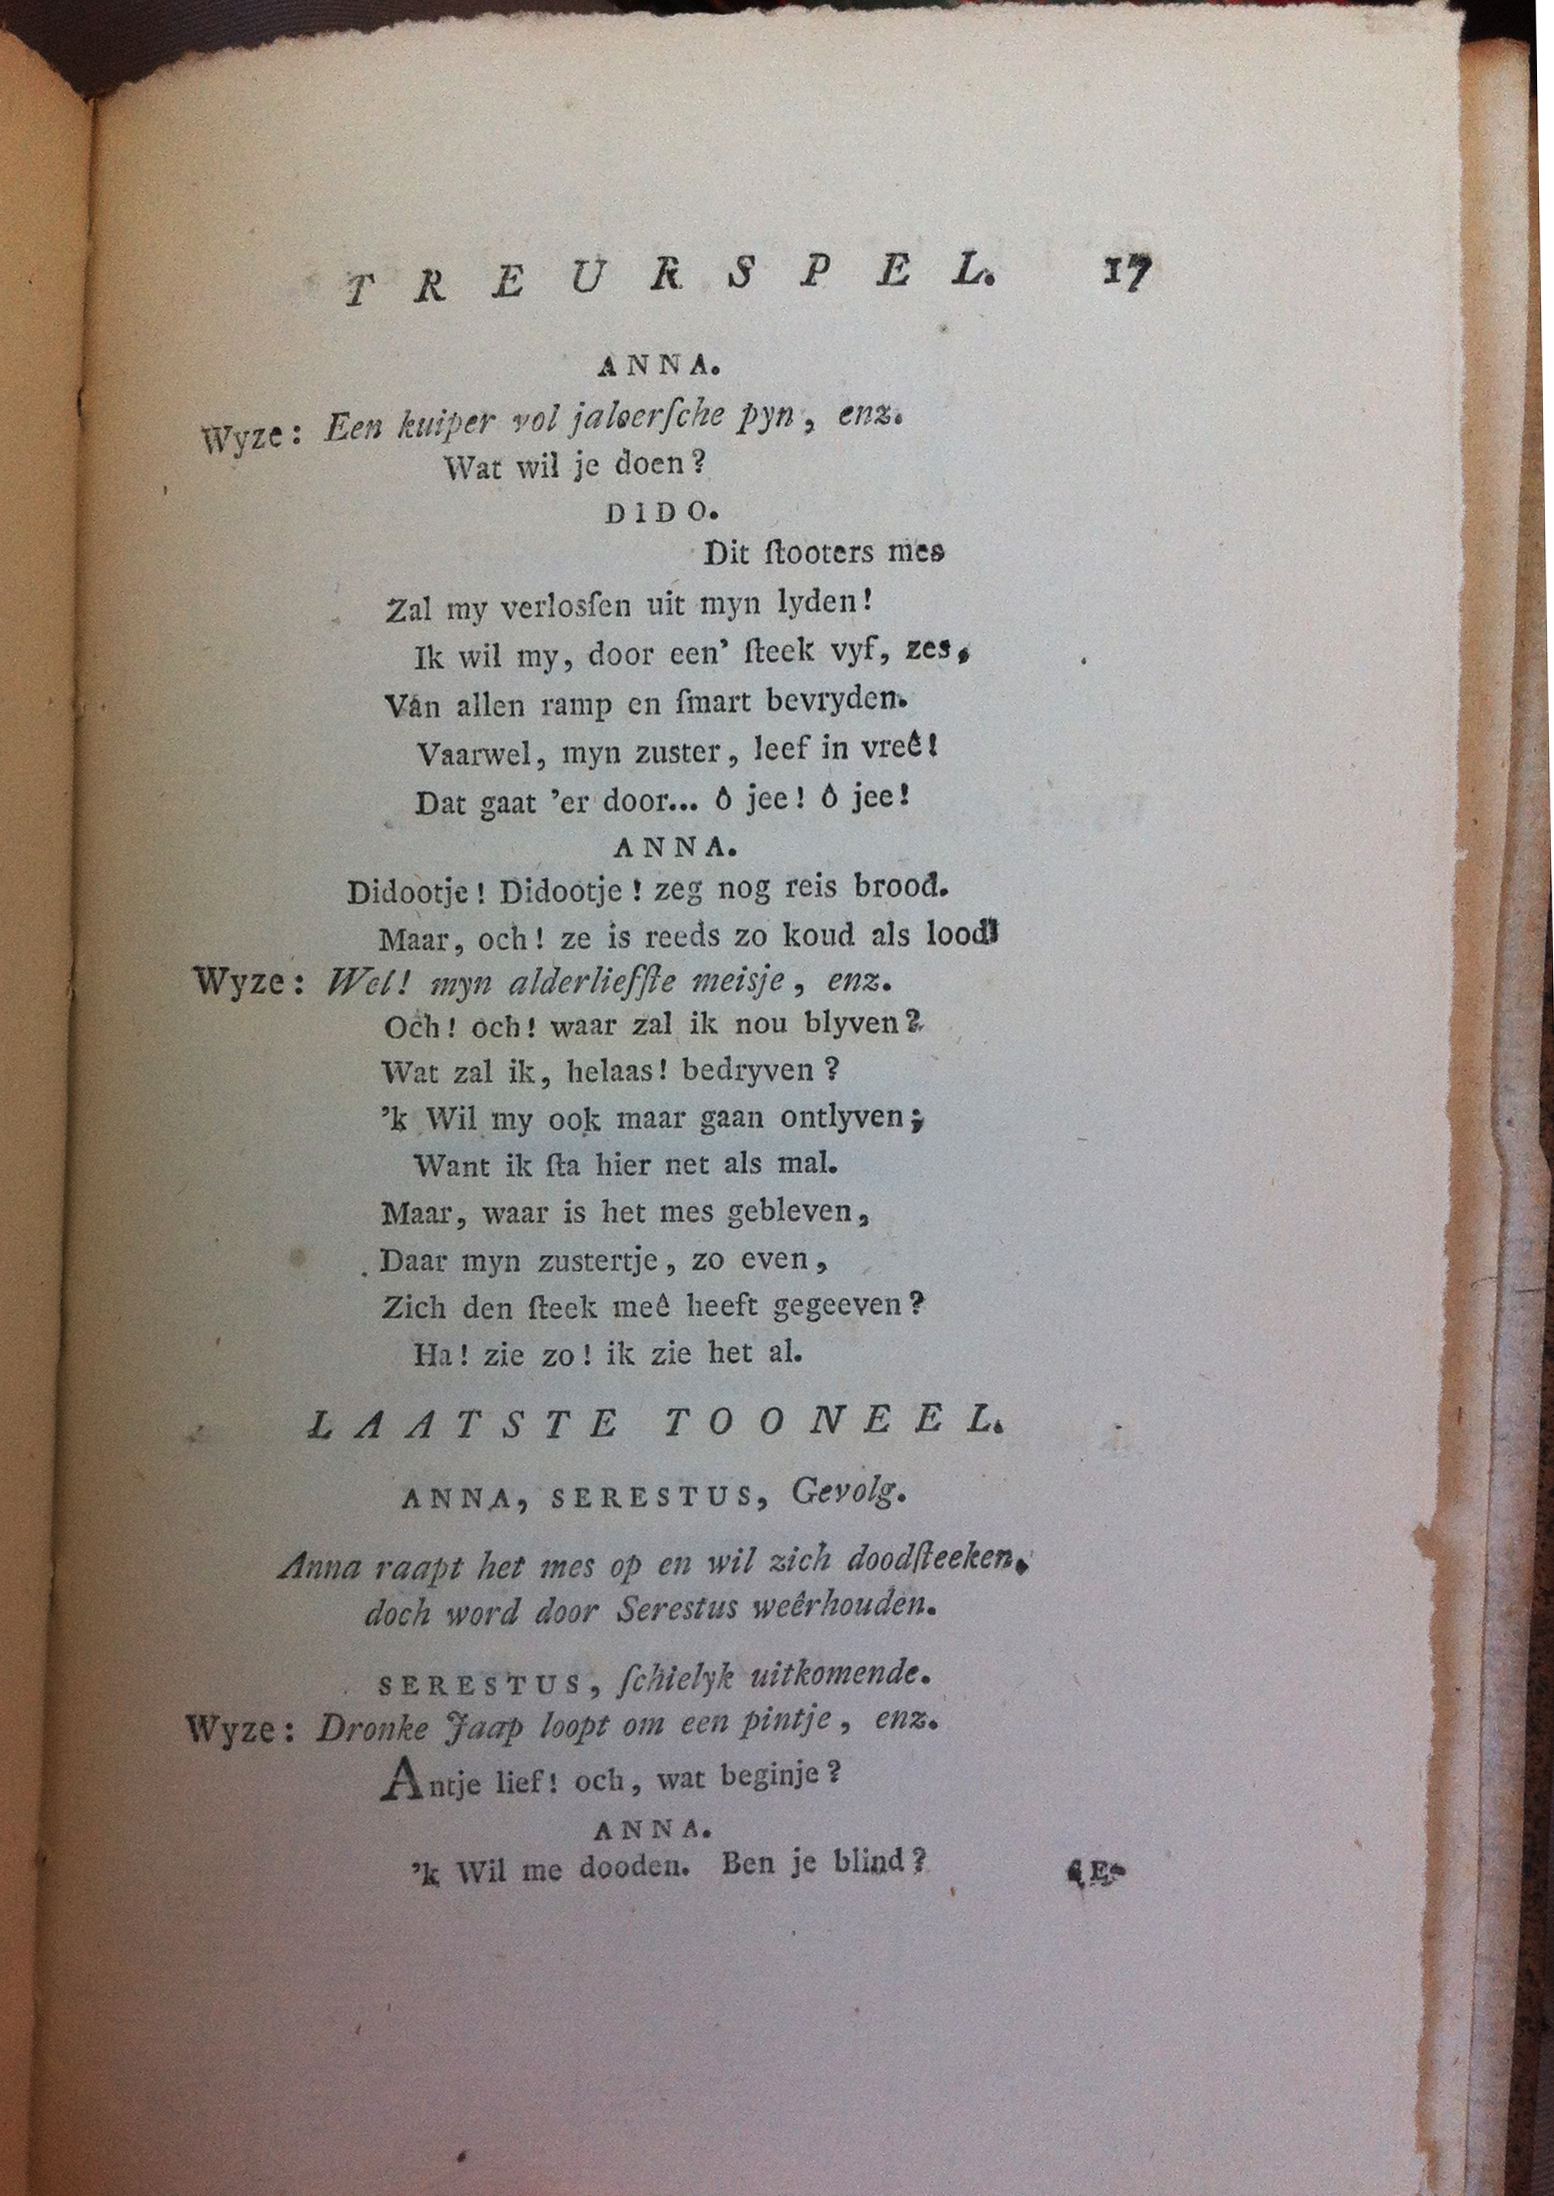 TREURSPEL. 17
ANNA.
Wyze: Een kuiper vol jaloerſche pyn, enz.
Wat wil je doen?
DIDO.
Dit ſtooters mes
Zal my verlosſen uit myn lyden!
Ik wil my, door een' ſteek vyf, zes,
Ván allen ramp en ſmart bevryden.
Vaarwel, myn zuster, leef in vreê!
Dat gaat 'er door... ô jee! ô jee!
ANNA.
Didootje! Didootje! zeg nog reis brood.
Maar, och! ze is reeds zo koud als lood!
Wyze: Wel! myn alderliefſte meisje, enz.
Och! och! waar zal ik nou blyven?
Wat zal ik, helaas! bedryven?
'k Wil my ook maar gaan ontlyven;
Want ik ſta hier net als mal.
Maar, waar is het mes gebleven,
Daar myn zustertje, zo even,
Zich den ſteek meê heeft gegeeven?
Ha! zie zo! ik zie het al.
LAATSTE TOONEEL.
ANNA, SERESTUS, Gevolg.
Anna raapt het mes op en wil zich doodſteeken,
doch word door Serestus weêrhouden.
SERESTUS, ſchielyk uitkomende.
Wyze: Dronke Jaap loopt om een pintje, enz.
Antje lief! och, wat beginje?
ANNA.
'k Wil me dooden. Ben je blind?